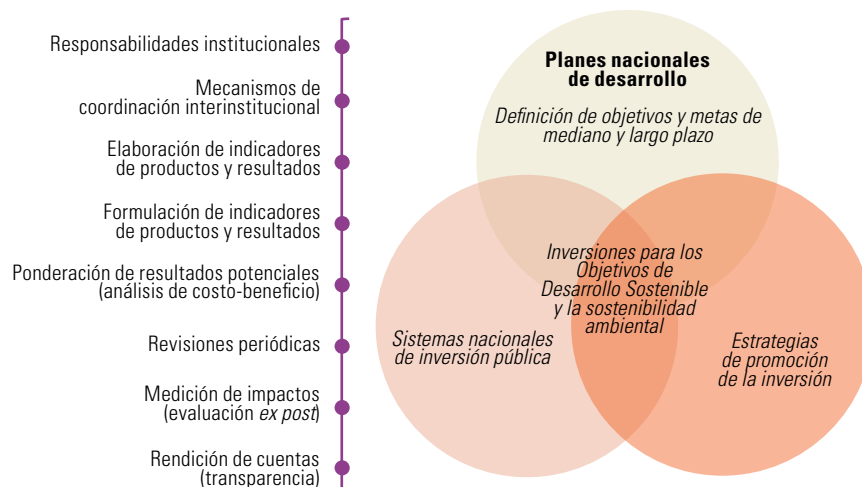 Responsabilidades institucionales
Mecanismos de
coordinación interinstitucional
Elaboración de indicadores
de productos y resultados
Formulación de indicadores
de productos y resultados
Ponderación de resultados potenciales
(análisis de costo-beneficio)
Revisiones periódicas
Medición de impactos
(evaluación ex post)
Rendición de cuentas
(transparencia)
Planes nacionales
de desarrollo
Definición de objetivos y metas de
mediano y largo plazo
Inversiones para los
Objetivos de
Desarrollo Sostenible
y la sostenibilidad
ambiental
Sistemas nacionales
de inversión pública
Estrategias
de promoción
de la inversión